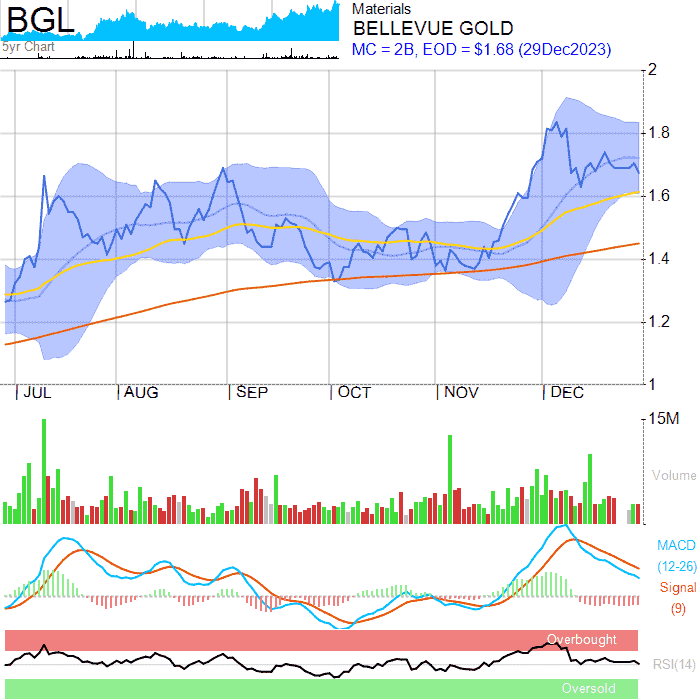 BGL
5yr Chart
Materials
BELLEVUE GOLD
MC = 2B, EOD = $1.68 (29Dec2023)
2
1.8
1.6
1.4
1.2
1
JUL AUG SEP OCT NOV DEC
15M
Volume
MACD
(12-26)
Signal
(9)
Overbought
RSI(14)
Oversold